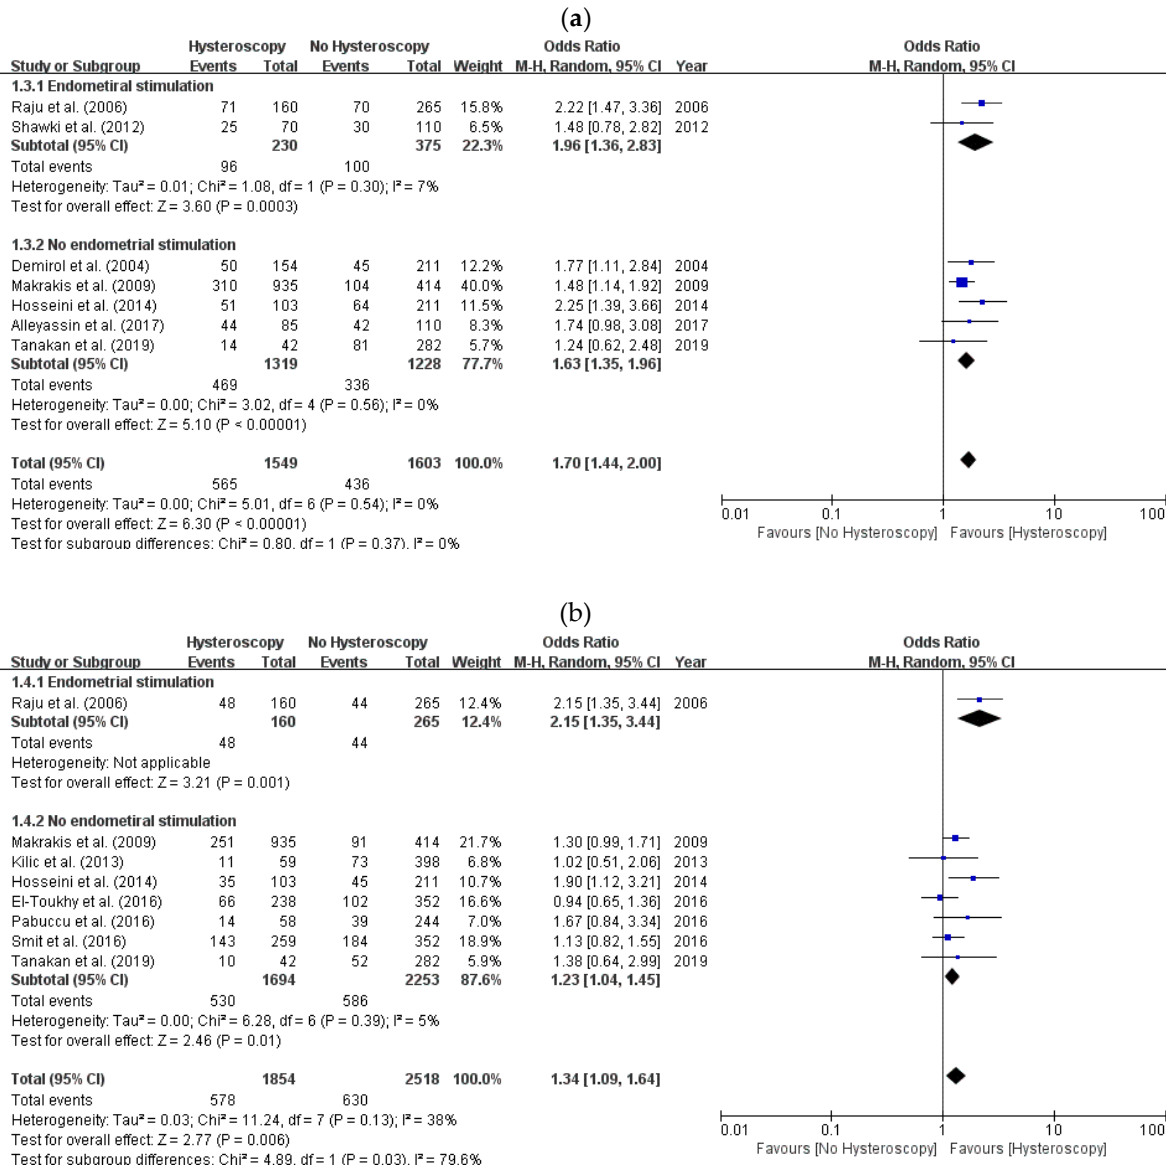 (a)
Hysteroscopy No Hysteroscopy Odds Ratio Odds Ratio
Study or Subgroup Events Total Events Total Weight M-H, Random, 95% CI Year M-H, Random, 95% CI
1.3.1 Endometiral stimulation
Raju et al. (2006) 71 160 70 265 15.8% 2.22 [1.47, 3.36] 2006
Shawki et al. (2012) 25 70 30 110 6.5% 1.48 [0.78, 2.82] 2012
Subtotal (95% CI) 230 375 22.3% 1.96 [1.36, 2.83]
Total events 96 100
Heterogeneity: Tau² = 0.01; Chi² = 1.08, df = 1 (P = 0.30); I² = 7%
Test for overall effect: Z = 3.60 (P = 0.0003)
1.3.2 No endometrial stimulation
Demirol et al. (2004) 50 154 45 211 12.2% 1.77 [1.11, 2.84] 2004
Makrakis et al. (2009) 310 935 104 414 40.0% 1.48 [1.14, 1.92] 2009
Hosseini et al. (2014) 51 103 64 211 11.5% 2.25 [1.39, 3.66] 2014
Alleyassin et al. (2017) 44 85 42 110 8.3% 1.74 [0.98, 3.08] 2017
Tanakan et al. (2019) 14 42 81 282 5.7% 1.24 [0.62, 2.48] 2019
Subtotal (95% CI) 1319 1228 77.7% 1.63 [1.35, 1.96]
Total events 469 336
Heterogeneity: Tau² = 0.00; Chi² = 3.02, df = 4 (P = 0.56); I² = 0%
Test for overall effect: Z = 5.10 (P < 0.00001)
Total (95% CI) 1549 1603 100.0% 1.70 [1.44, 2.00]
Total events 565 436
Heterogeneity: Tau² = 0.00; Chi² = 5.01, df = 6 (P = 0.54); I² = 0%
Test for overall effect: Z = 6.30 (P < 0.00001)
Test for subgroup differences: Chi² = 0.80, df = 1 (P = 0.37), I² = 0%
0.01 0.1 1 10 100
Favours [No Hysteroscopy] Favours [Hysteroscopy]
(b)
Hysteroscopy No Hysteroscopy Odds Ratio Odds Ratio
Study or Subgroup Events Total Events Total Weight M-H, Random, 95% CI Year M-H, Random, 95% CI
1.4.1 Endometrial stimulation
Raju et al. (2006) 48 160 44 265 12.4% 2.15 [1.35, 3.44] 2006
Subtotal (95% CI) 160 265 12.4% 2.15 [1.35, 3.44]
Total events 48 44
Heterogeneity: Not applicable
Test for overall effect: Z = 3.21 (P = 0.001)
1.4.2 No endometiral stimulation
Makrakis et al. (2009) 251 935 91 414 21.7% 1.30 [0.99, 1.71] 2009
Kilic et al. (2013) 11 59 73 398 6.8% 1.02 [0.51, 2.06] 2013
Hosseini et al. (2014) 35 103 45 211 10.7% 1.90 [1.12, 3.21] 2014
El-Toukhy et al. (2016) 66 238 102 352 16.6% 0.94 [0.65, 1.36] 2016
Pabuccu et al. (2016) 14 58 39 244 7.0% 1.67 [0.84, 3.34] 2016
Smit et al. (2016) 143 259 184 352 18.9% 1.13 [0.82, 1.55] 2016
Tanakan et al. (2019) 10 42 52 282 5.9% 1.38 [0.64, 2.99] 2019
Subtotal (95% CI) 1694 2253 87.6% 1.23 [1.04, 1.45]
Total events 530 586
Heterogeneity: Tau² = 0.00; Chi² = 6.28, df = 6 (P = 0.39); I² = 5%
Test for overall effect: Z = 2.46 (P = 0.01)
Total (95% CI) 1854 2518 100.0% 1.34 [1.09, 1.64]
Total events 578 630
Heterogeneity: Tau² = 0.03; Chi² = 11.24, df = 7 (P = 0.13); I² = 38%
Test for overall effect: Z = 2.77 (P = 0.006)
Test for subgroup differences: Chi² = 4.89, df = 1 (P = 0.03), I² = 79.6%
0.01 0.1 1 10 100
Favours [No Hysteroscopy] Favours [Hysteroscopy]